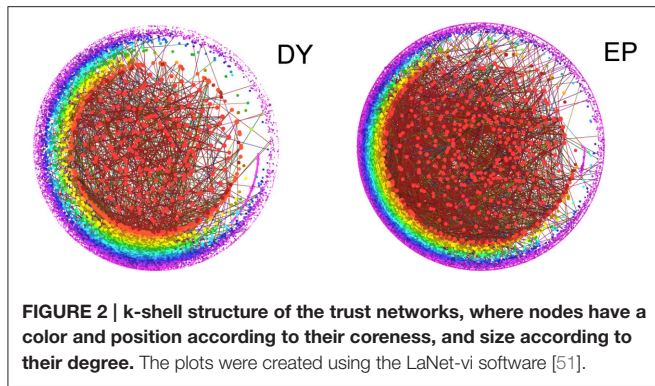 DY
EP
FIGURE 2 | k-shell structure of the trust networks, where nodes have a
color and position according to their coreness, and size according to
their degree. The plots were created using the LaNet-vi software [51].